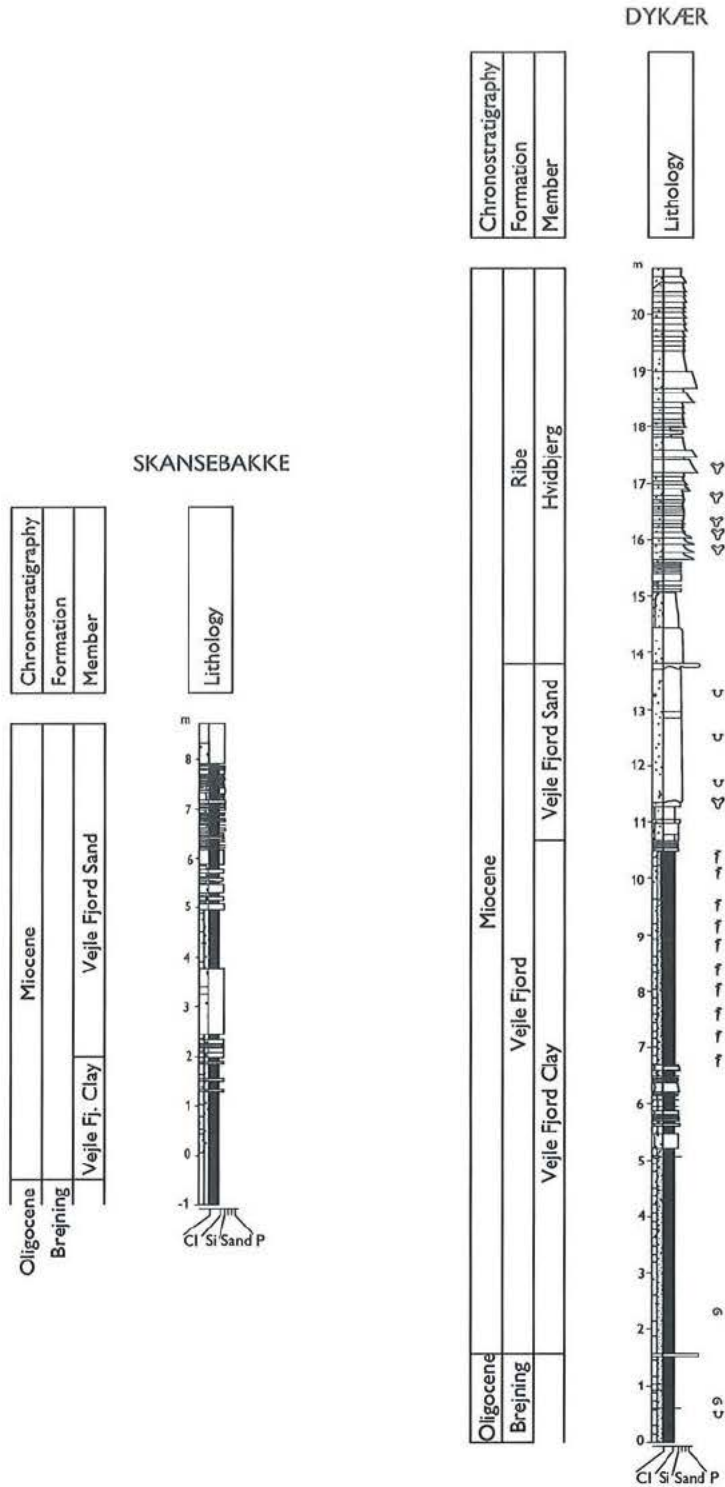 DYKÆR
Chronostratigraphy
Formation
Member
Lithology
m
20
19
18
17
16
15
14
13
12
11
10
9
8
7
6
5
4
3
2
1
0
Miocene
Oligocene
Ribe
Vejle Fjord
Brejning
Hvidbjerg
Vejle Fjord Sand
Vejle Fjord Clay
Cl Si Sand P
SKANSEBAKKE
Chronostratigraphy
Formation
Member
Lithology
m
8
7
6
5
4
3
2
1
0
-1
Miocene
Oligocene
Brejning
Vejle Fjord Sand
Vejle Fj. Clay
Cl Si Sand P